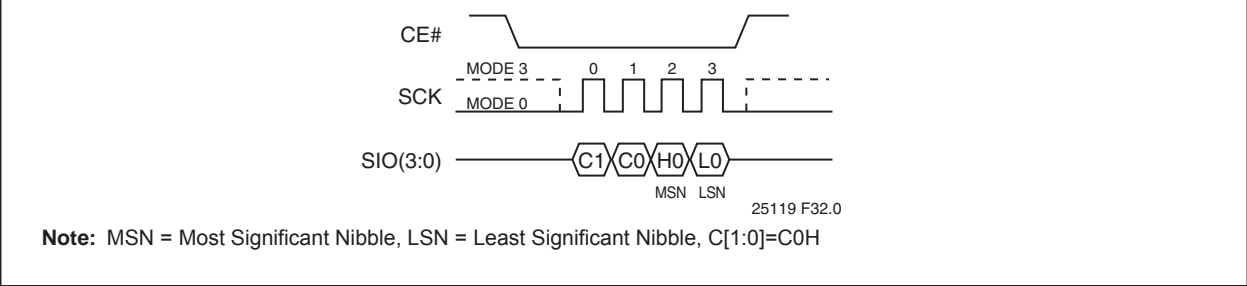 CE#
MODE 3 0 1 2 3
SCK
MODE 0
SIO(3:0) C1 C0 H0 L0
MSN LSN
25119 F32.0
Note: MSN = Most Significant Nibble, LSN = Least Significant Nibble, C[1:0]=C0H